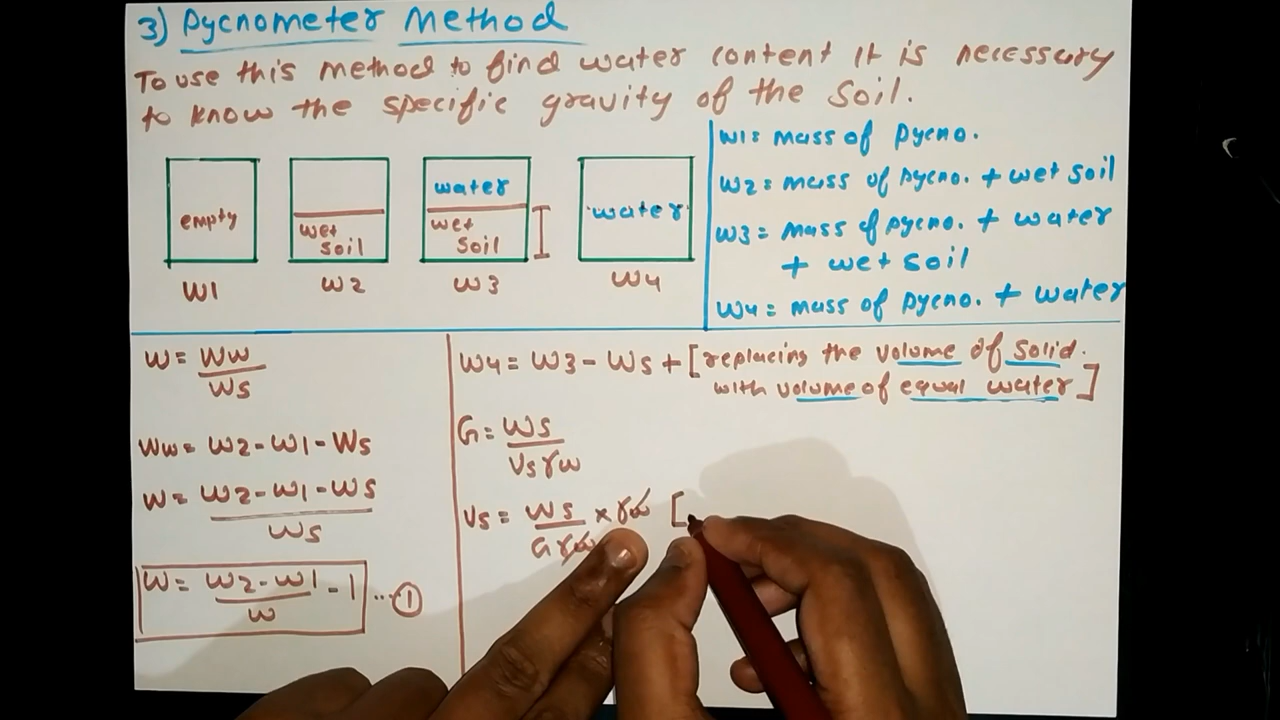 3) Pycnometer Method
To use this method to find water content it is necessary
to know the specific gravity of the soil.
empty
W1
wet
soil
W2
water
wet
soil
W3
water
W4
W1= mass of pycno.
W2= mass of pycno. + wet soil
W3= mass of pycno. + water
+ wet soil
W4= mass of pycno. + water
W= Ww
Ws
Ww= W2-W1-Ws
W= W2-W1-Ws
Ws
W= W2-W1 - 1 ...①
W
W4= W3-Ws+[replacing the volume of solid.
with volume of equal water]
G= Ws
Vsγw
Vs= Ws ×γw [
Gγw